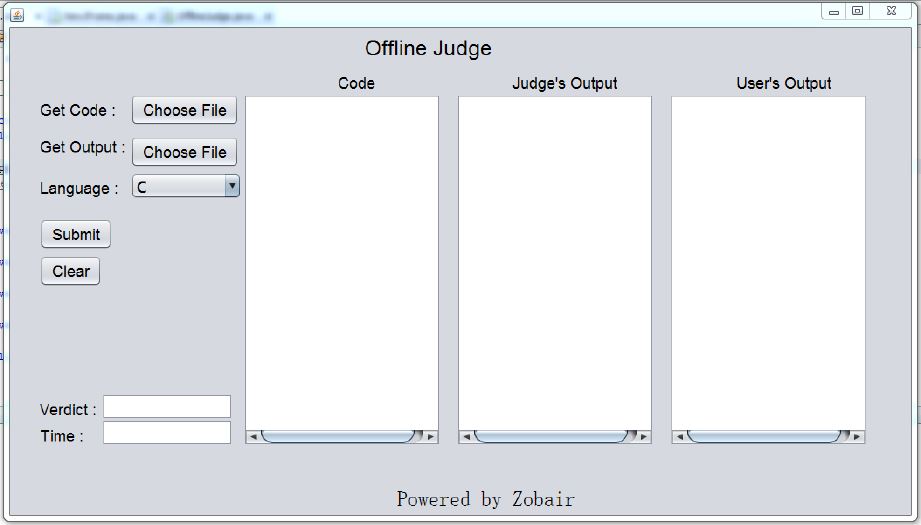 Offline Judge
Code
Judge's Output
User's Output
Get Code :
Choose File
Get Output :
Choose File
Language :
C
Submit
Clear
Verdict :
Time :
Powered by Zobair